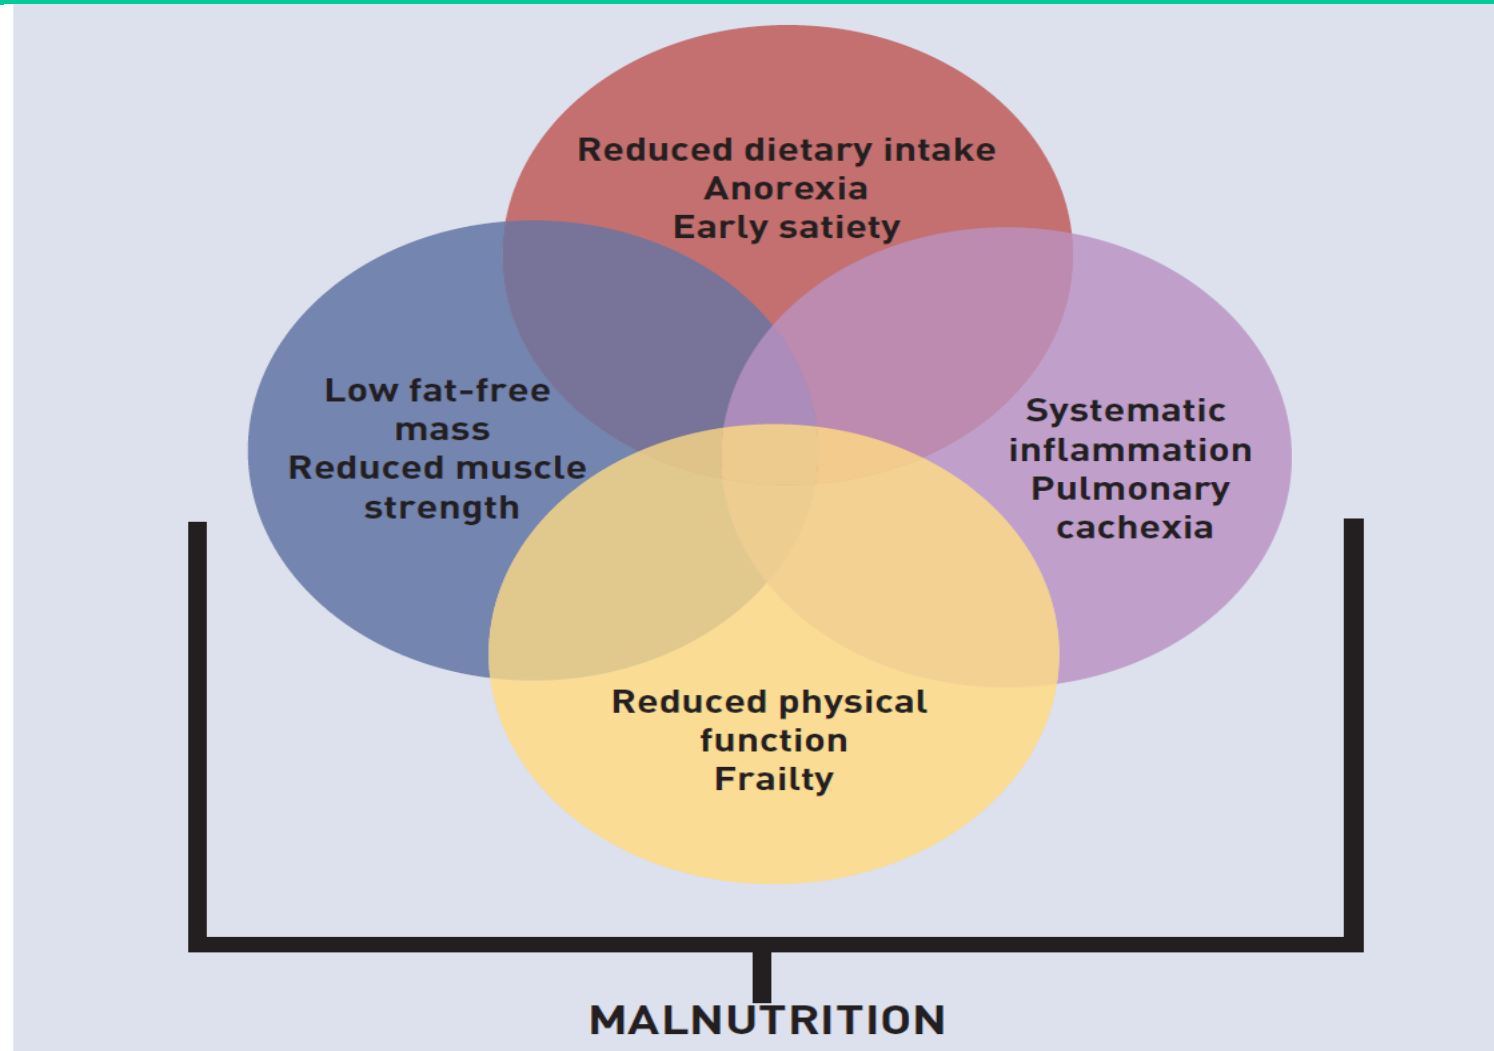 Reduced dietary intake
Anorexia
Early satiety
Low fat-free
mass
Reduced muscle
strength
Systematic
inflammation
Pulmonary
cachexia
Reduced physical
function
Frailty
MALNUTRITION